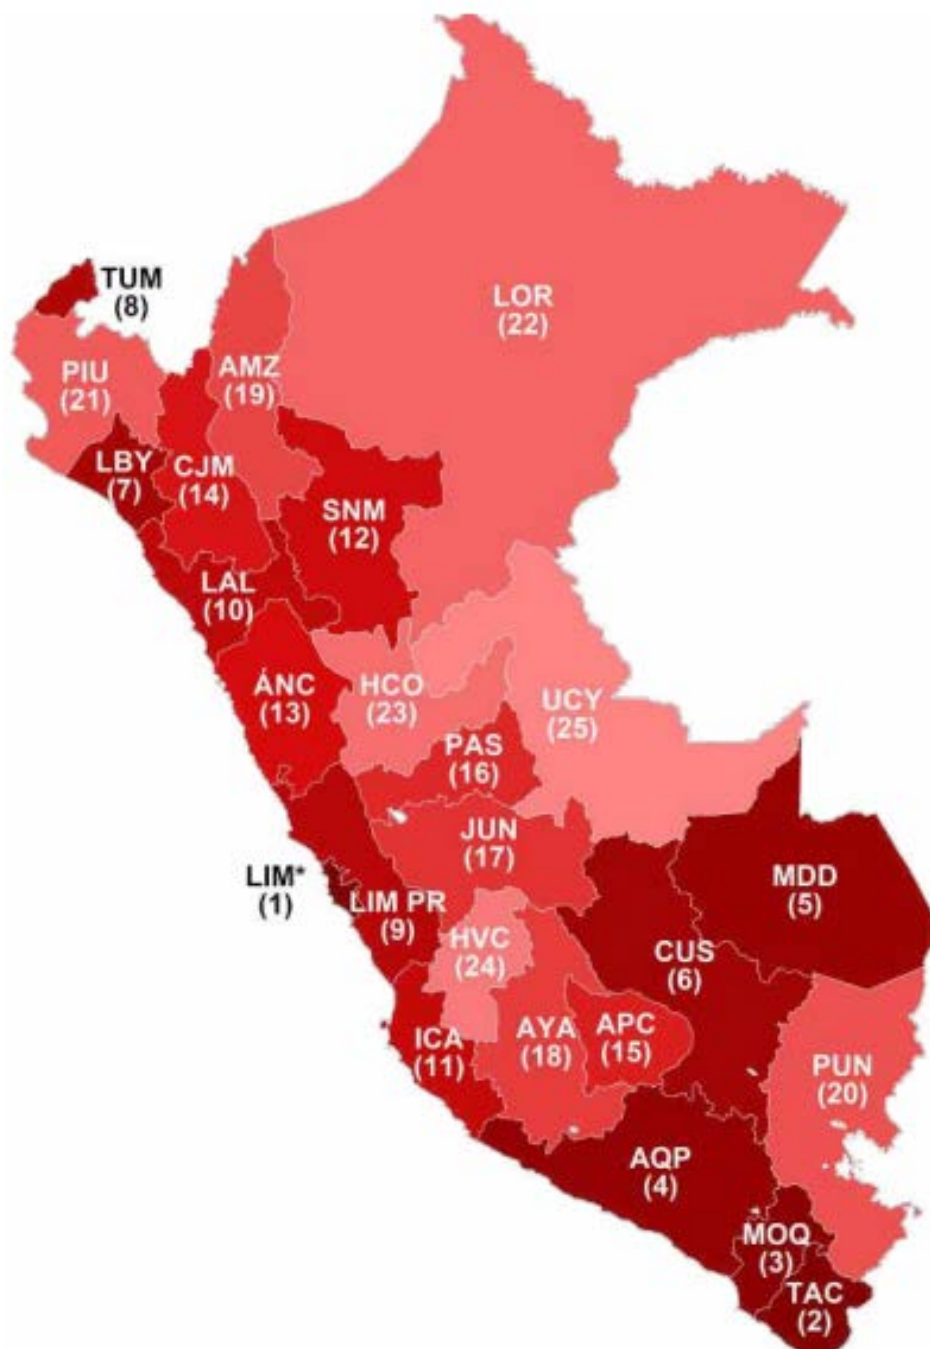 TUM
(8)
LOR
(22)
PIU
(21)
AMZ
(19)
LBY
(7)
CJM
(14)
SNM
(12)
LAL
(10)
ÁNC
(13)
HCO
(23)
UCY
(25)
PAS
(16)
JUN
(17)
LIM*
(1)
LIM PR
(9)
MDD
(5)
HVC
(24)
CUS
(6)
ICA
(11)
AYA
(18)
APC
(15)
PUN
(20)
AQP
(4)
MOQ
(3)
TAC
(2)